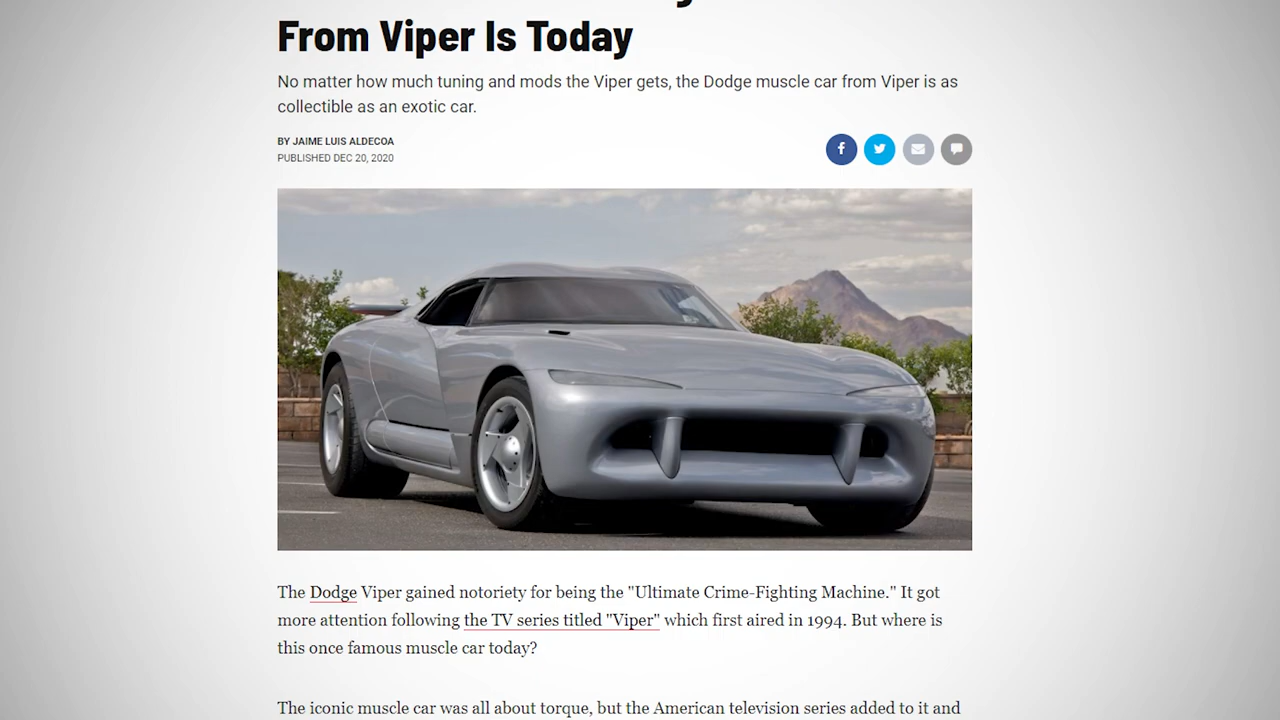 From Viper Is Today
No matter how much tuning and mods the Viper gets, the Dodge muscle car from Viper is as
collectible as an exotic car.
BY JAIME LUIS ALDECOA
PUBLISHED DEC 20, 2020
The Dodge Viper gained notoriety for being the "Ultimate Crime-Fighting Machine." It got
more attention following the TV series titled "Viper" which first aired in 1994. But where is
this once famous muscle car today?
The iconic muscle car was all about torque, but the American television series added to it and